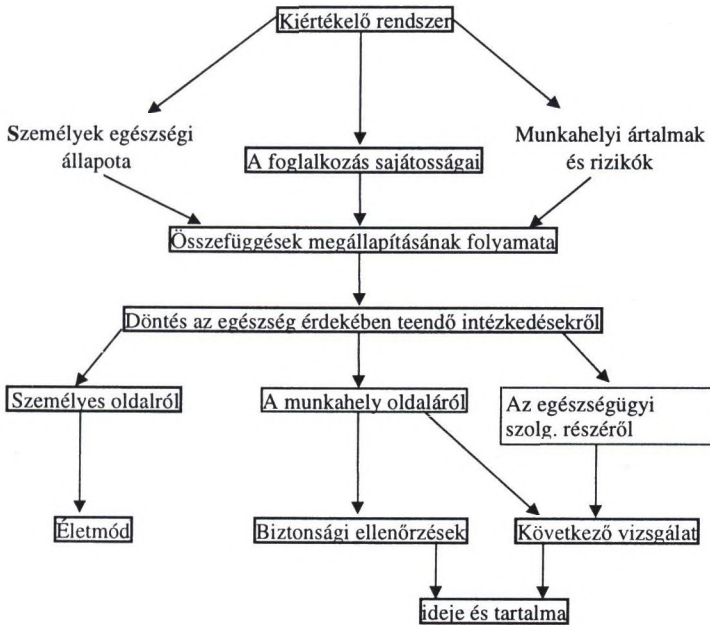 Kiértékelő rendszer
Személyek egészségi
állapota
A foglalkozás sajátosságai
Munkahelyi ártalmak
és rizikók
Összefüggések megállapításának folyamata
Döntés az egészség érdekében teendő intézkedésekről
Személyes oldalról
A munkahely oldaláról
Az egészségügyi
szolg. részéről
Életmód
Biztonsági ellenőrzések
Következő vizsgálat
ideje és tartalma